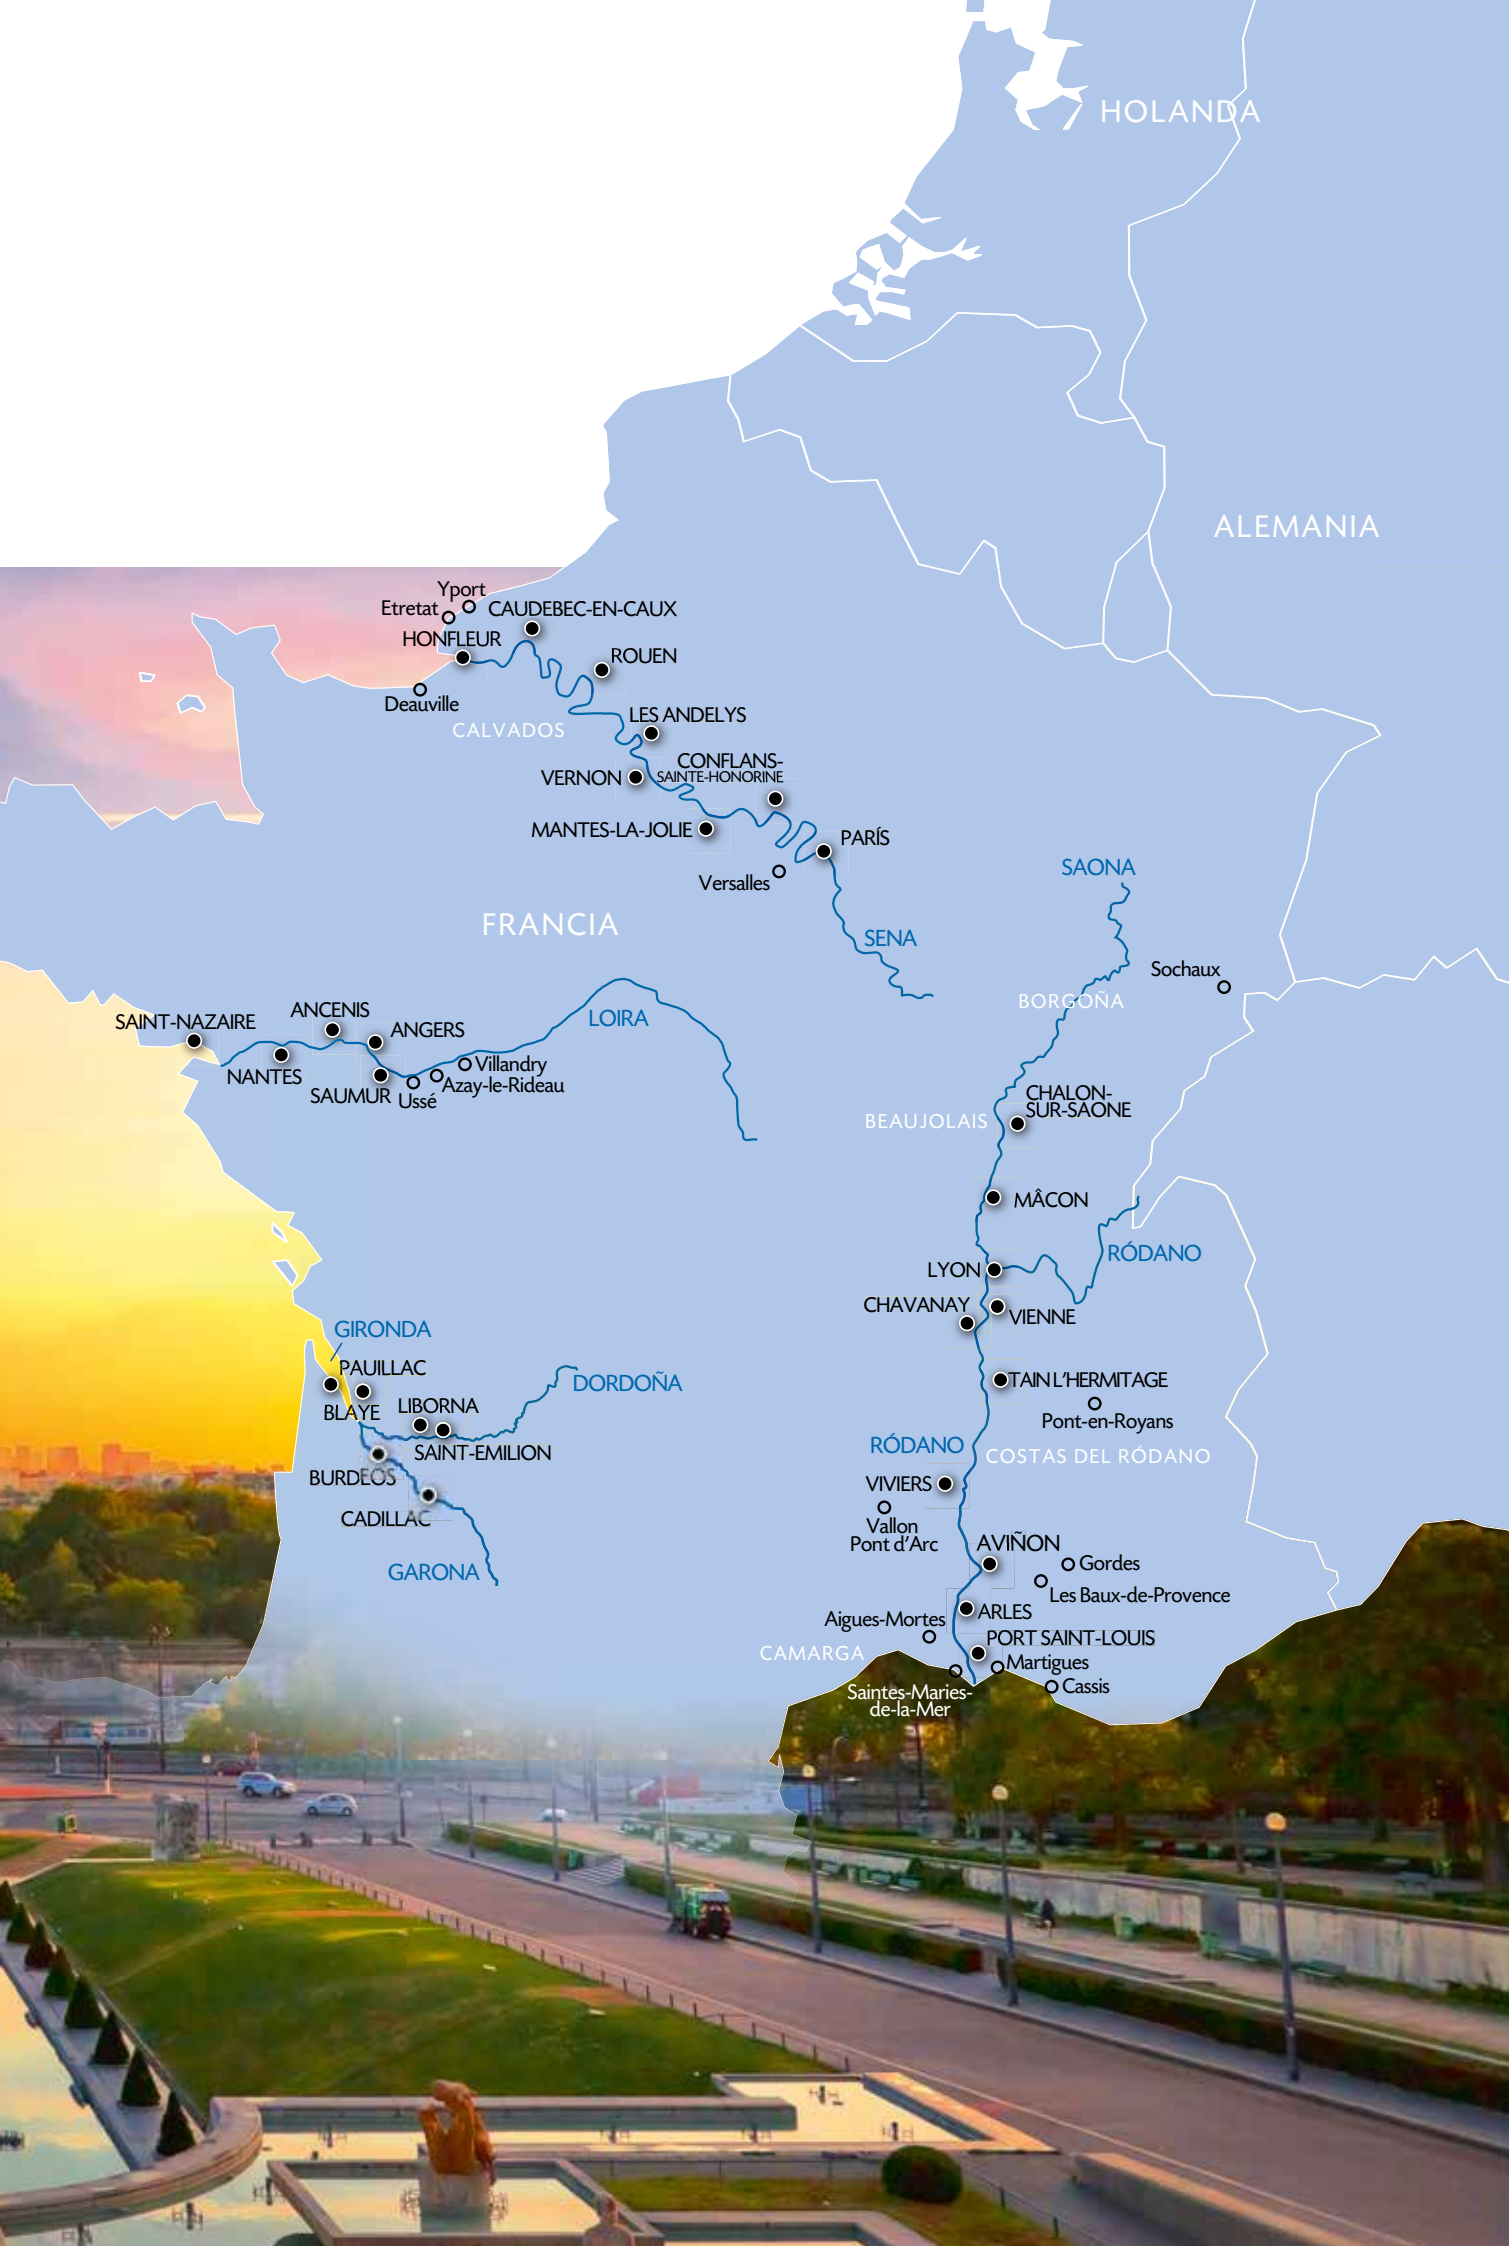 HOLANDA
ALEMANIA
Yport
Etretat
CAUDEBEC-EN-CAUX
HONFLEUR
ROUEN
Deauville
LES ANDELYS
CALVADOS
CONFLANS-
SAINTE-HONORINE
VERNON
MANTES-LA-JOLIE
PARÍS
Versalles
SAONA
FRANCIA
SENA
Sochaux
BORGOÑA
ANCENIS
SAINT-NAZAIRE
ANGERS
LOIRA
Villandry
NANTES
Azay-le-Rideau
SAUMUR
Ussé
CHALON-
SUR-SAONE
BEAUJOLAIS
MÂCON
RÓDANO
LYON
CHAVANAY
VIENNE
GIRONDA
PAUILLAC
TAIN L'HERMITAGE
DORDOÑA
LIBORNA
BLAYE
Pont-en-Royans
RÓDANO
SAINT-EMILION
COSTAS DEL RÓDANO
BURDEOS
VIVIERS
CADILLAC
Vallon
Pont d'Arc
AVIÑON
Gordes
GARONA
Les Baux-de-Provence
ARLES
Aigues-Mortes
PORT SAINT-LOUIS
CAMARGA
Martigues
Cassis
Saintes-Maries-
de-la-Mer